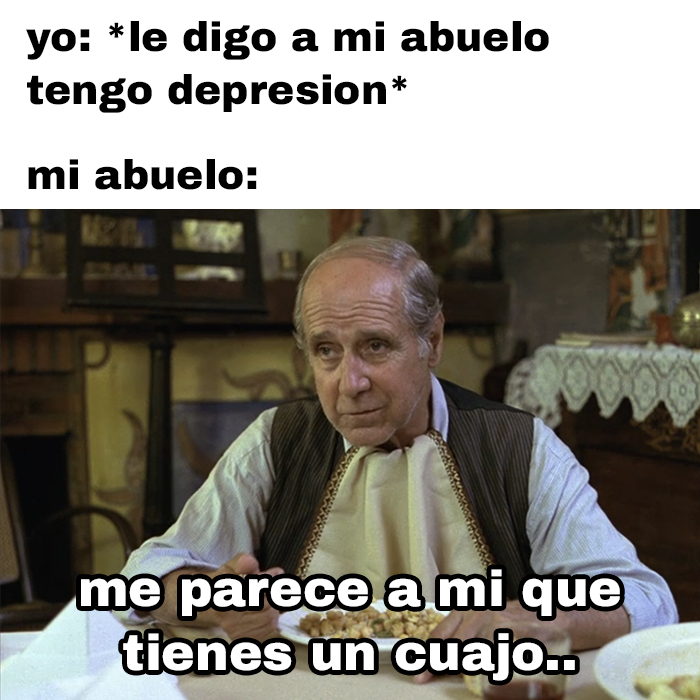 yo: *le digo a mi abuelo
tengo depresion*
mi abuelo:
me parece a mi que
tienes un cuajo..